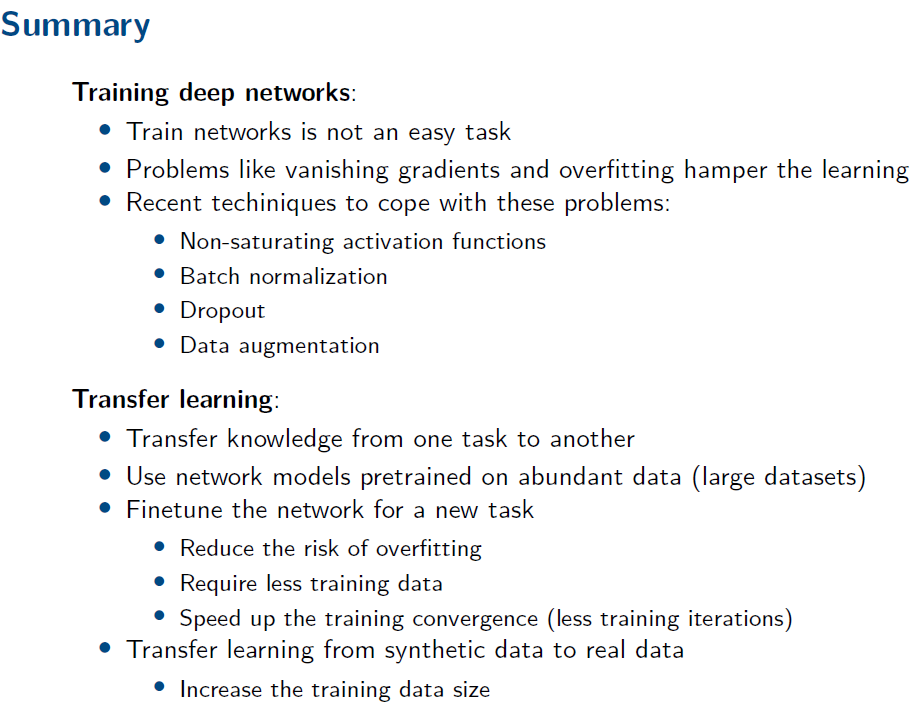 Summary
Training deep networks:
• Train networks is not an easy task
• Problems like vanishing gradients and overfitting hamper the learning
• Recent techiniques to cope with these problems:
• Non-saturating activation functions
• Batch normalization
• Dropout
• Data augmentation
Transfer learning:
• Transfer knowledge from one task to another
• Use network models pretrained on abundant data (large datasets)
• Finetune the network for a new task
• Reduce the risk of overfitting
• Require less training data
• Speed up the training convergence (less training iterations)
• Transfer learning from synthetic data to real data
• Increase the training data size